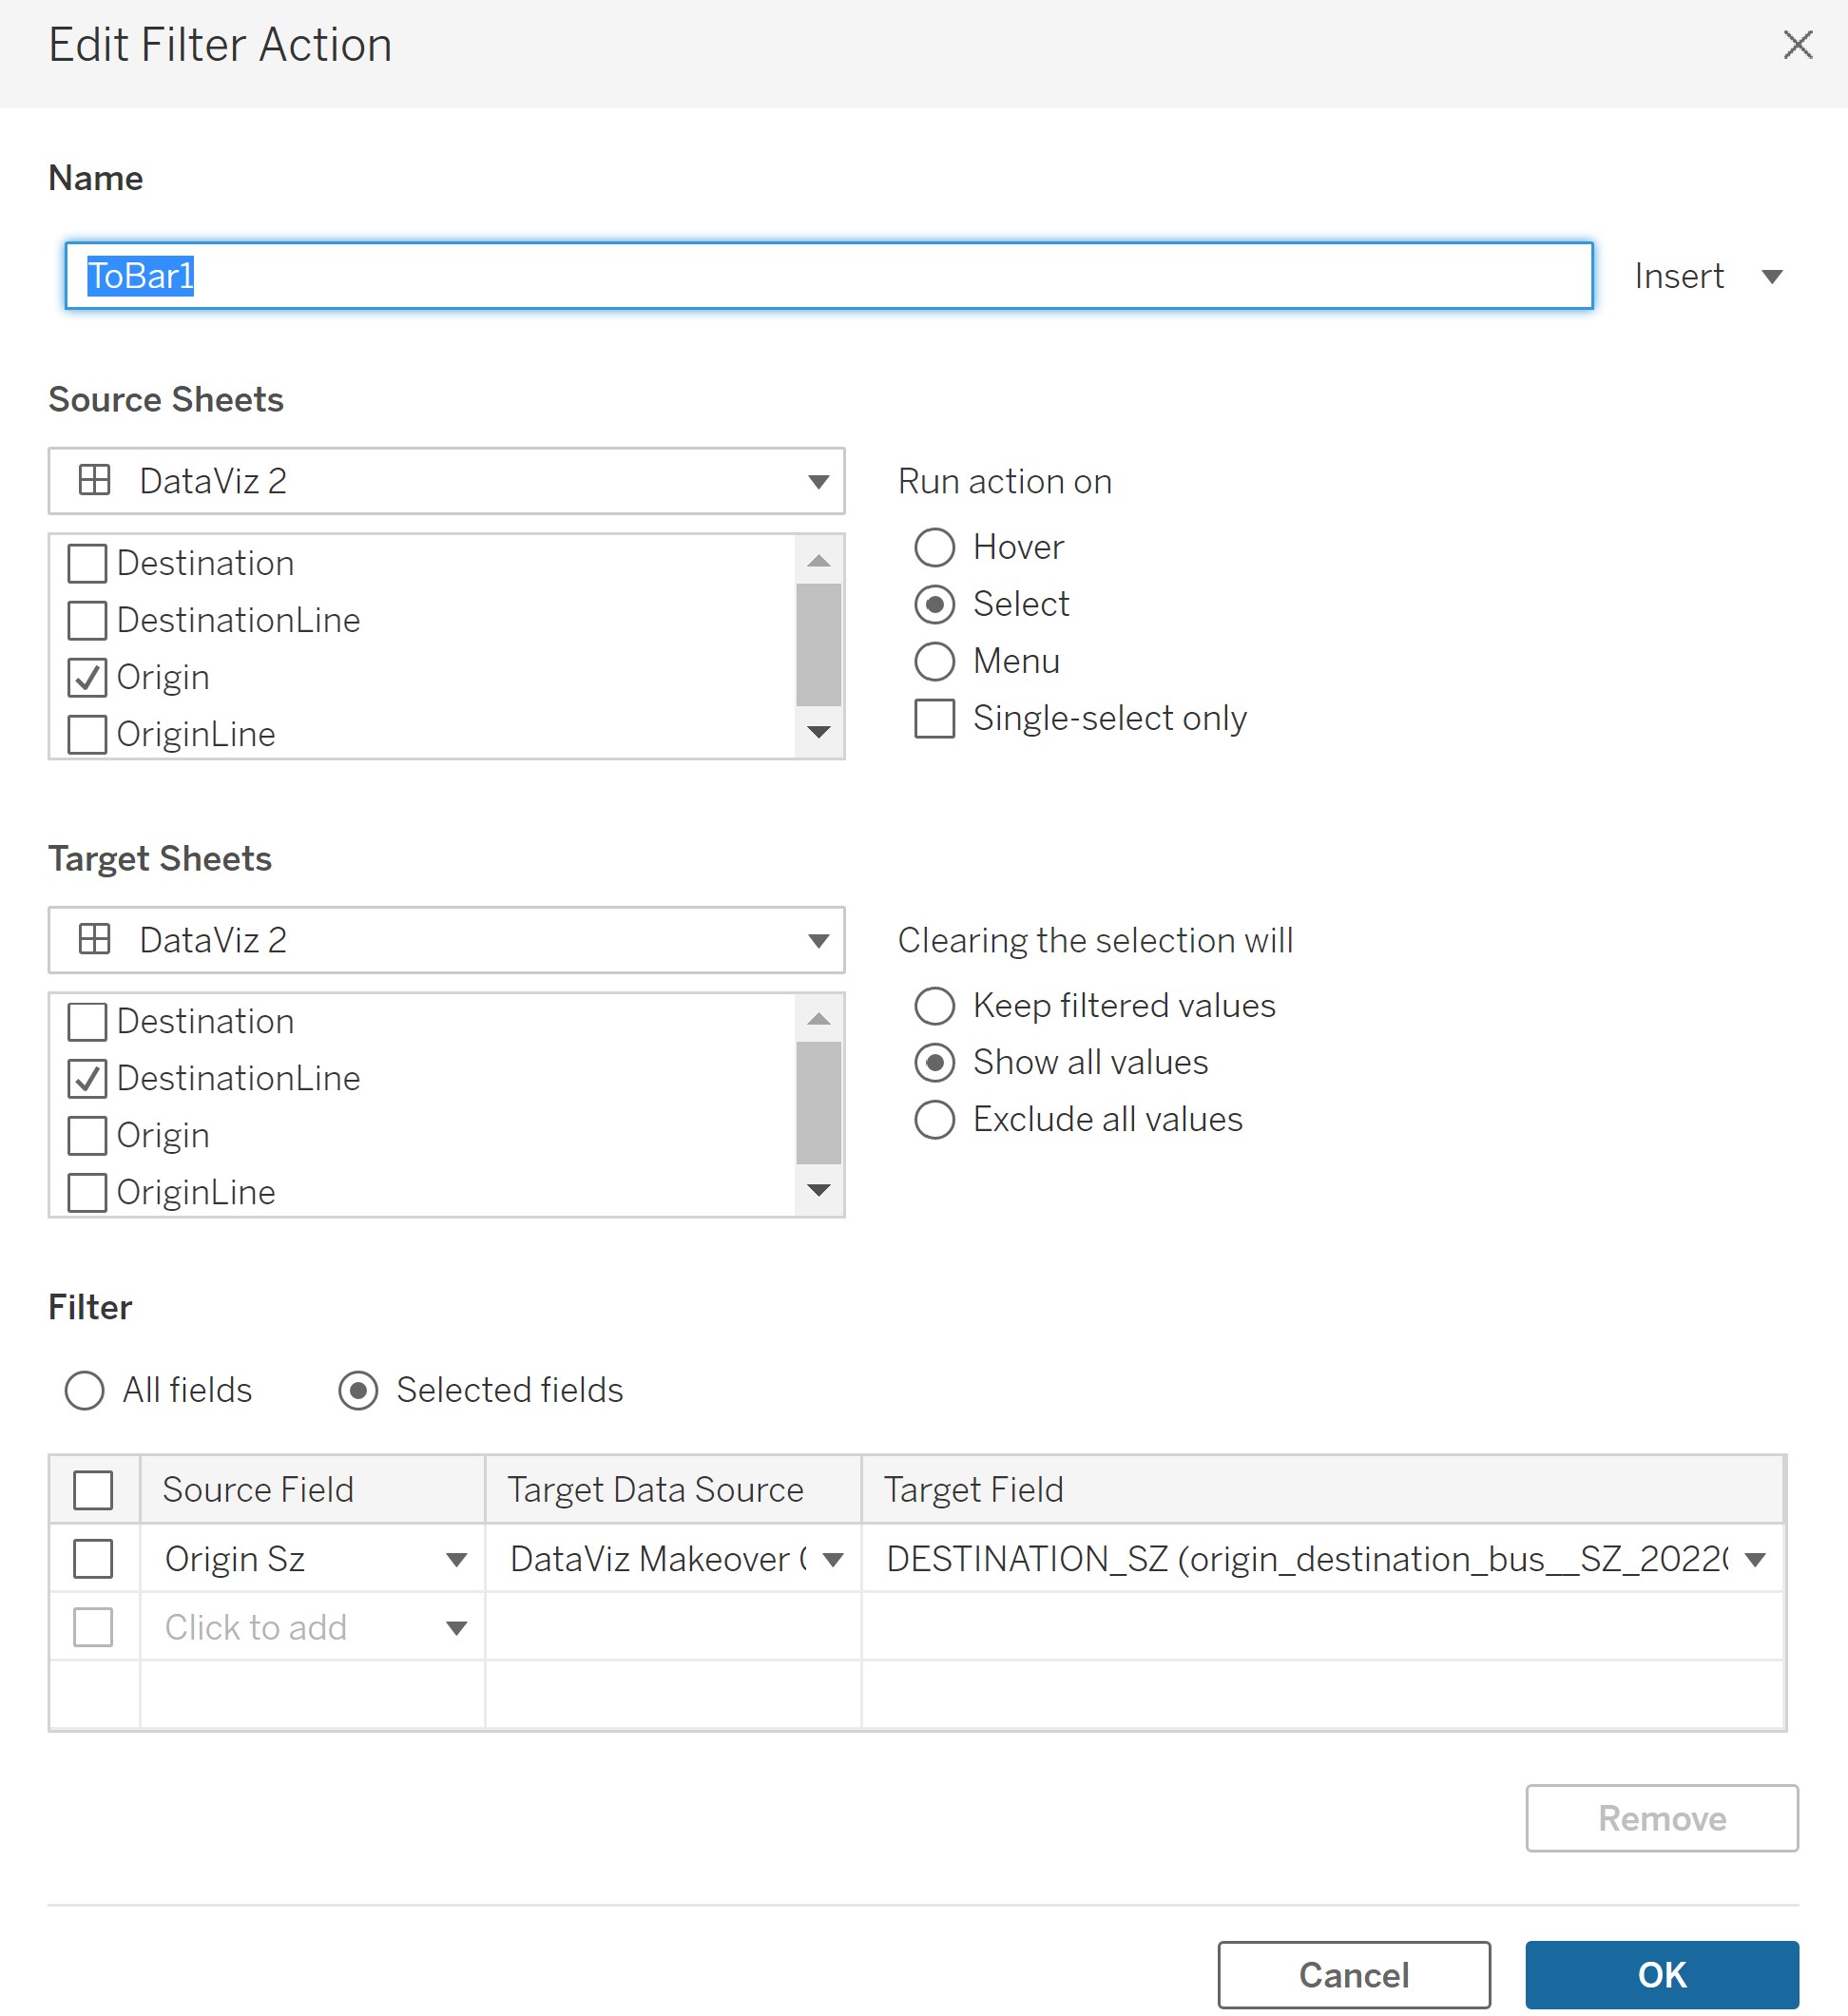 Edit Filter Action
Name
ToBar1
Insert
Source Sheets
DataViz 2
Run action on
Destination
DestinationLine
Origin
OriginLine
Hover
Select
Menu
Single-select only
Target Sheets
DataViz 2
Clearing the selection will
Destination
DestinationLine
Origin
OriginLine
Keep filtered values
Show all values
Exclude all values
Filter
All fields Selected fields
Source Field Target Data Source Target Field
Origin Sz DataViz Makeover ( DESTINATION_SZ (origin_destination_bus__SZ_2022(
Click to add
Remove
Cancel OK